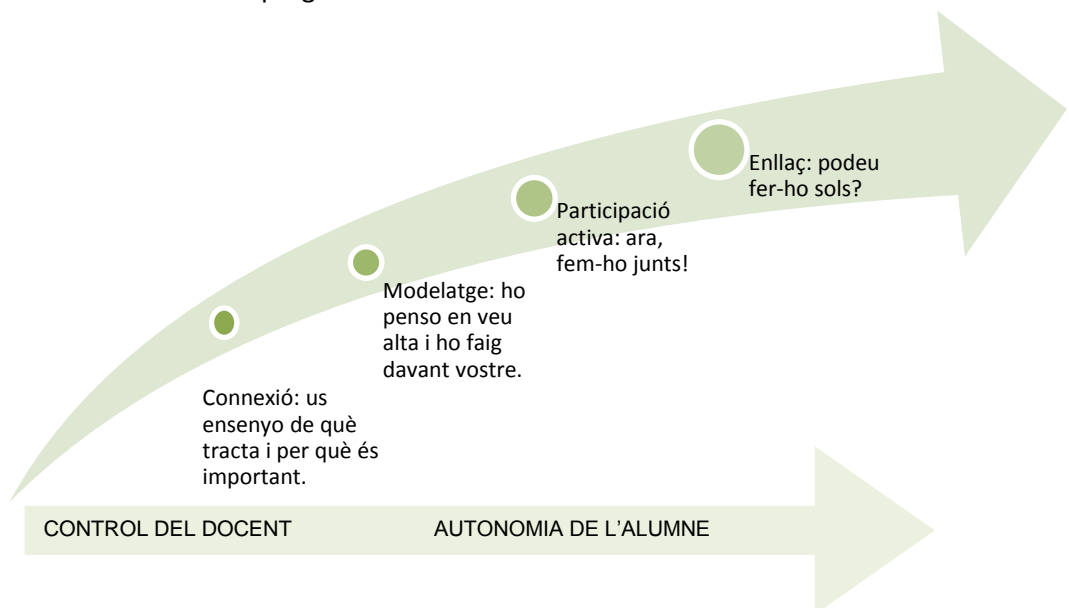 Enllaç: podeu
fer-ho sols?
Participació
activa: ara,
fem-ho junts!
Modelatge: ho
penso en veu
alta i ho faig
davant vostre.
Connexió: us
ensenyo de què
tracta i per què és
important.
CONTROL DEL DOCENT AUTONOMIA DE L'ALUMNE